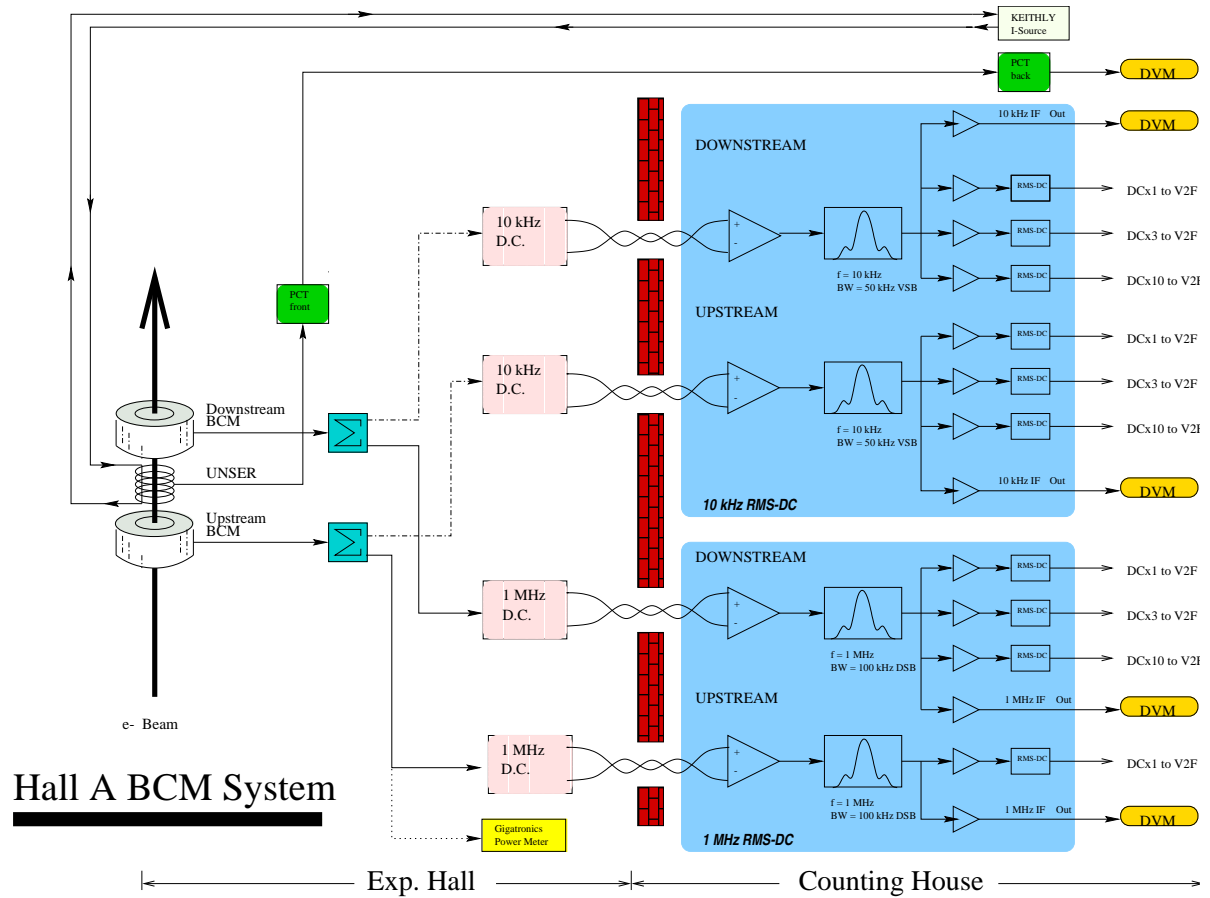 KEITHLY
I-Source
PCT
back
DVM
10 kHz IF Out
DVM
DOWNSTREAM
RMS-DC
DCx1 to V2F
10 kHz
D.C.
+
-
RMS-DC
DCx3 to V2F
f = 10 kHz
BW = 50 kHz VSB
RMS-DC
DCx10 to V2F
PCT
front
UPSTREAM
RMS-DC
DCx1 to V2F
10 kHz
D.C.
+
-
RMS-DC
DCx3 to V2F
Downstream
BCM
Σ
f = 10 kHz
BW = 50 kHz VSB
RMS-DC
DCx10 to V2F
UNSER
10 kHz IF Out
DVM
10 kHz RMS-DC
Upstream
BCM
Σ
DOWNSTREAM
RMS-DC
DCx1 to V2F
1 MHz
D.C.
+
-
RMS-DC
DCx3 to V2F
f = 1 MHz
BW = 100 kHz DSB
RMS-DC
DCx10 to V2F
UPSTREAM
1 MHz IF Out
DVM
e- Beam
1 MHz
D.C.
+
-
RMS-DC
DCx1 to V2F
Hall A BCM System
f = 1 MHz
BW = 100 kHz DSB
1 MHz IF Out
DVM
Gigatronics
Power Meter
1 MHz RMS-DC
Exp. Hall
Counting House